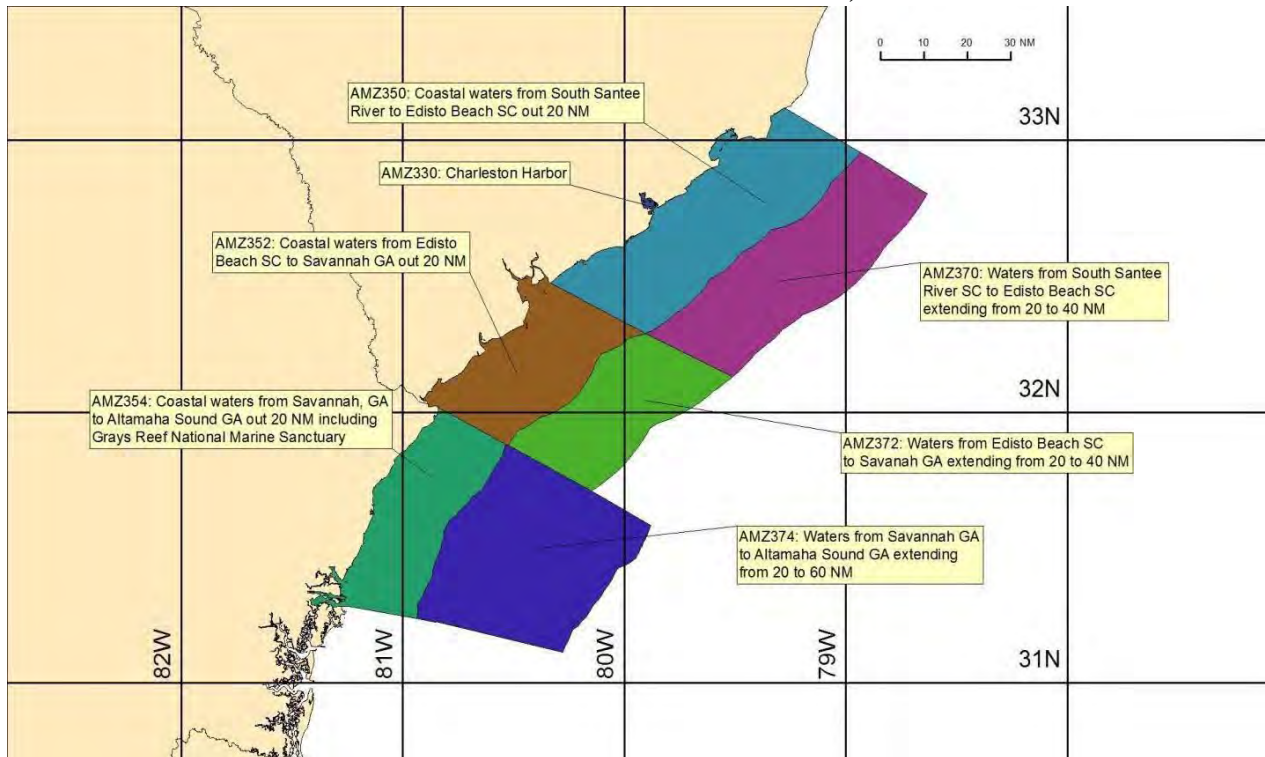 0 10 20 30 NM
AMZ350: Coastal waters from South Santee
River to Edisto Beach SC out 20 NM
33N
AMZ330: Charleston Harbor
AMZ352: Coastal waters from Edisto
Beach SC to Savannah GA out 20 NM
AMZ370: Waters from South Santee
River SC to Edisto Beach SC
extending from 20 to 40 NM
32N
AMZ354: Coastal waters from Savannah, GA
to Altamaha Sound GA out 20 NM including
Grays Reef National Marine Sanctuary
AMZ372: Waters from Edisto Beach SC
to Savanah GA extending from 20 to 40 NM
AMZ374: Waters from Savannah GA
to Altamaha Sound GA extending
from 20 to 60 NM
82W
81W
80W
79W
31N